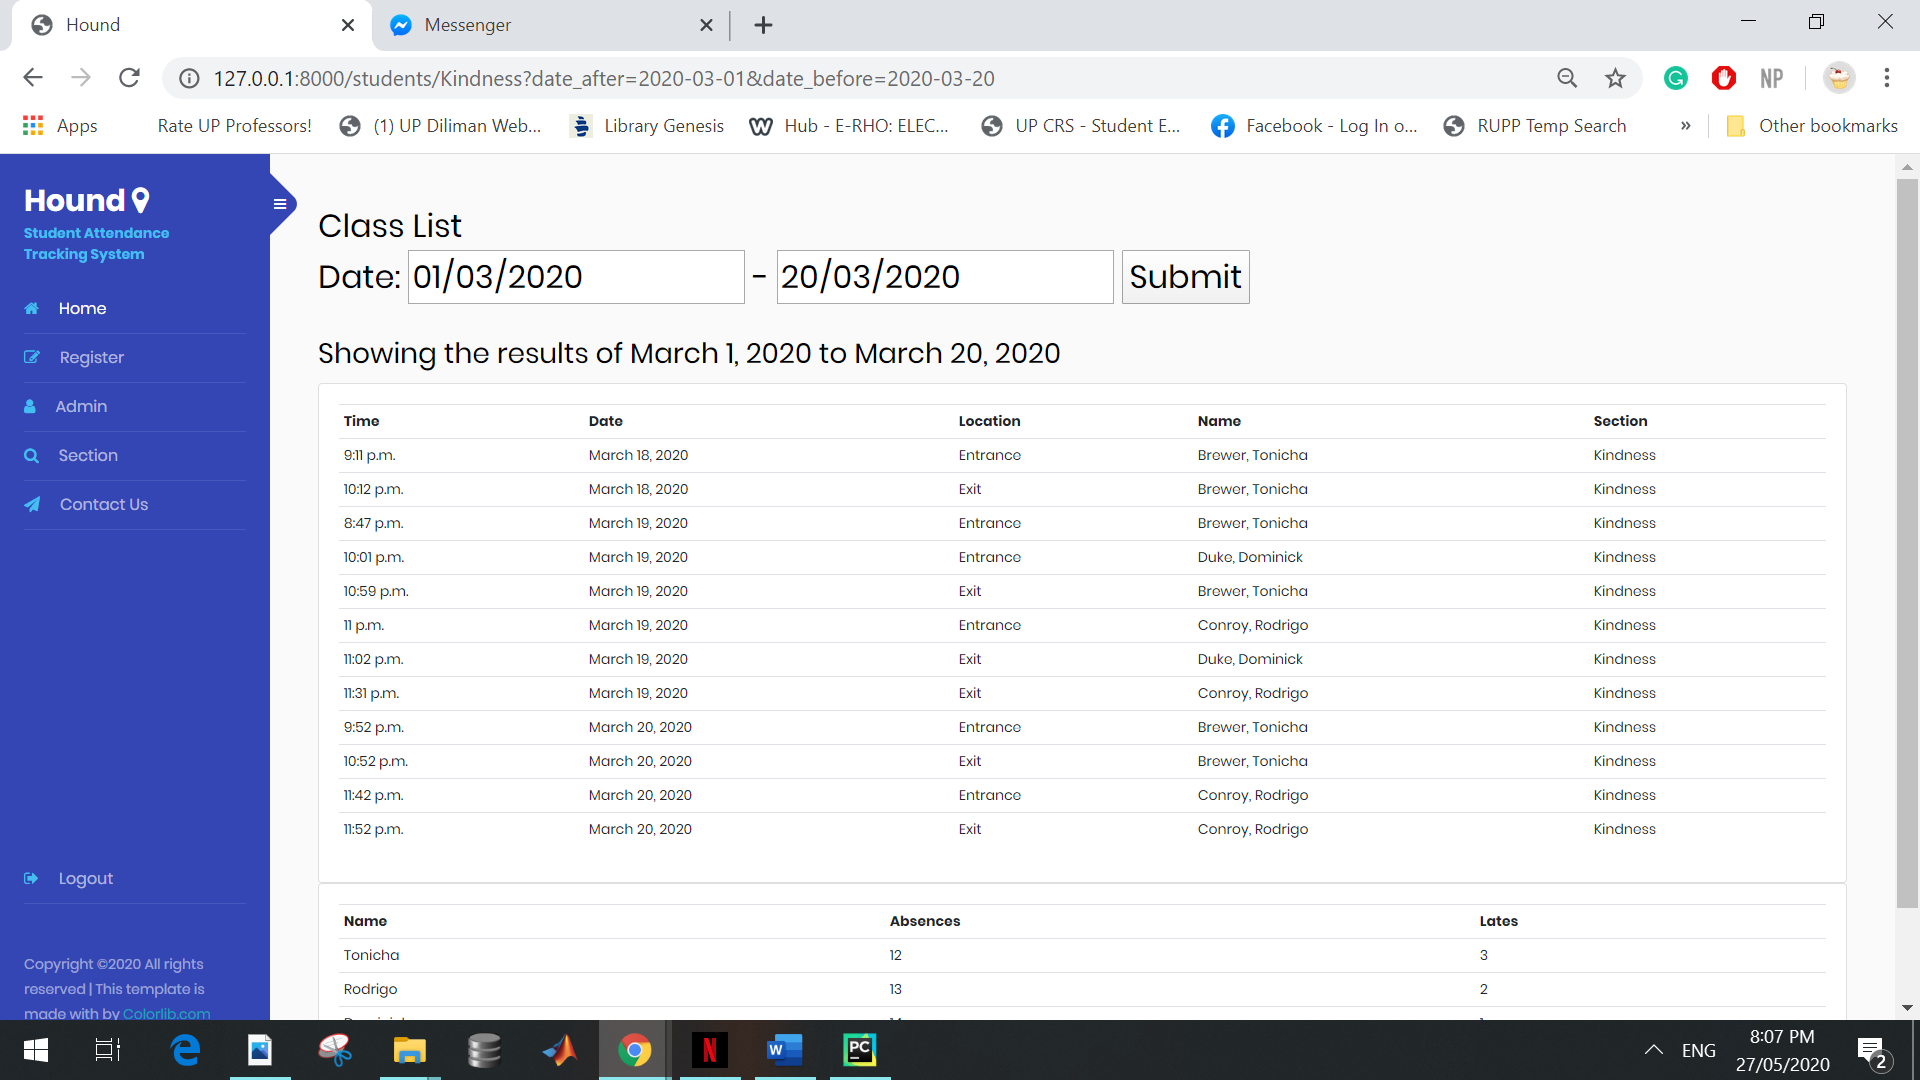 Hound
Messenger
127.0.0.1:8000/students/Kindness?date_after=2020-03-01&date_before=2020-03-20
NP
Apps
Rate UP Professors!
(1) UP Diliman Web...
Library Genesis
Hub - E-RHO: ELEC...
UP CRS - Student E...
Facebook - Log In o...
RUPP Temp Search
»
Other bookmarks
Hound
Student Attendance
Tracking System
Home
Register
Admin
Section
Contact Us
Logout
Copyright ©2020 All rights
reserved | This template is
made with by Colorlib.com
Class List
Date: 01/03/2020 - 20/03/2020 Submit
Showing the results of March 1, 2020 to March 20, 2020
Time Date Location Name Section
9:11 p.m. March 18, 2020 Entrance Brewer, Tonicha Kindness
10:12 p.m. March 18, 2020 Exit Brewer, Tonicha Kindness
8:47 p.m. March 19, 2020 Entrance Brewer, Tonicha Kindness
10:01 p.m. March 19, 2020 Entrance Duke, Dominick Kindness
10:59 p.m. March 19, 2020 Exit Brewer, Tonicha Kindness
11 p.m. March 19, 2020 Entrance Conroy, Rodrigo Kindness
11:02 p.m. March 19, 2020 Exit Duke, Dominick Kindness
11:31 p.m. March 19, 2020 Exit Conroy, Rodrigo Kindness
9:52 p.m. March 20, 2020 Entrance Brewer, Tonicha Kindness
10:52 p.m. March 20, 2020 Exit Brewer, Tonicha Kindness
11:42 p.m. March 20, 2020 Entrance Conroy, Rodrigo Kindness
11:52 p.m. March 20, 2020 Exit Conroy, Rodrigo Kindness
Name Absences Lates
Tonicha 12 3
Rodrigo 13 2
ENG
8:07 PM
27/05/2020
2